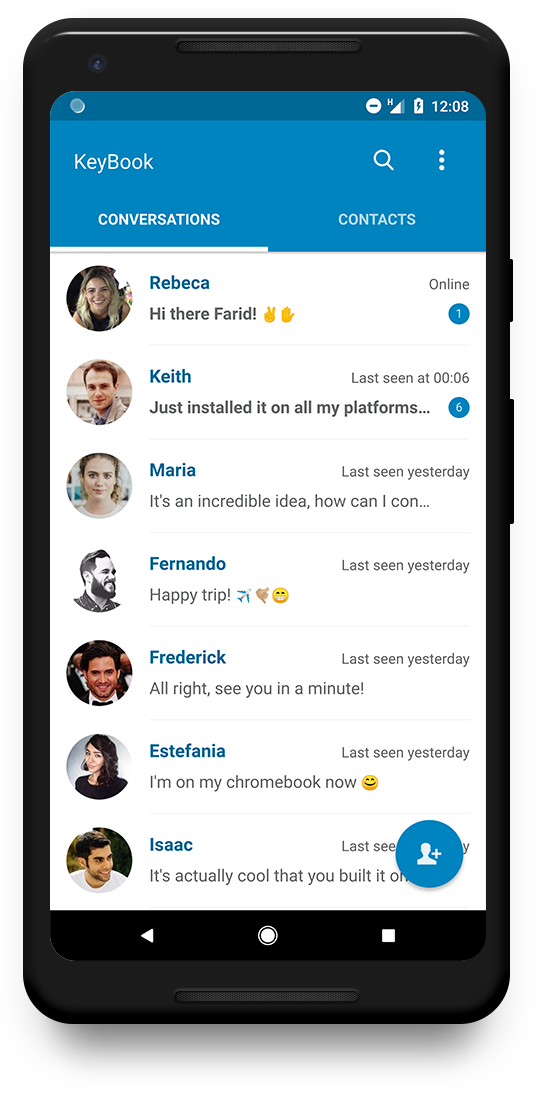 H 12:08
KeyBook
CONVERSATIONS CONTACTS
Rebeca Online
Hi there Farid! ✌️✋ 1
Keith Last seen at 00:06
Just installed it on all my platforms... 6
Maria Last seen yesterday
It's an incredible idea, how can I con...
Fernando Last seen yesterday
Happy trip! ✈️🤙🏽😁
Frederick Last seen yesterday
All right, see you in a minute!
Estefania Last seen yesterday
I'm on my chromebook now 😊
Isaac Last see y
It's actually cool that you built it on